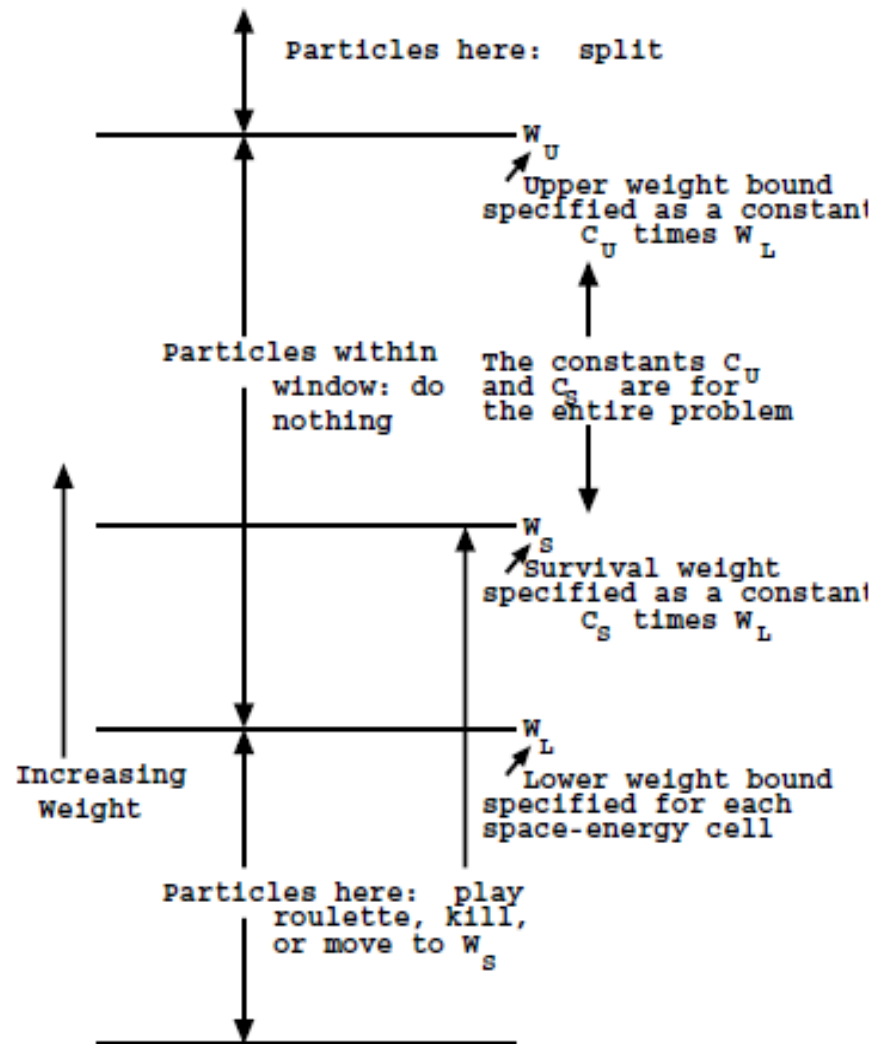 Particles here: split
W_U
Upper weight bound
specified as a constant
C_U times W_L
Particles within
window: do
nothing
The constants C_U
and C_S are for
the entire problem
W_S
Survival weight
specified as a constant
C_S times W_L
Increasing
Weight
W_L
Lower weight bound
specified for each
space-energy cell
Particles here: play
roulette, kill,
or move to W_S